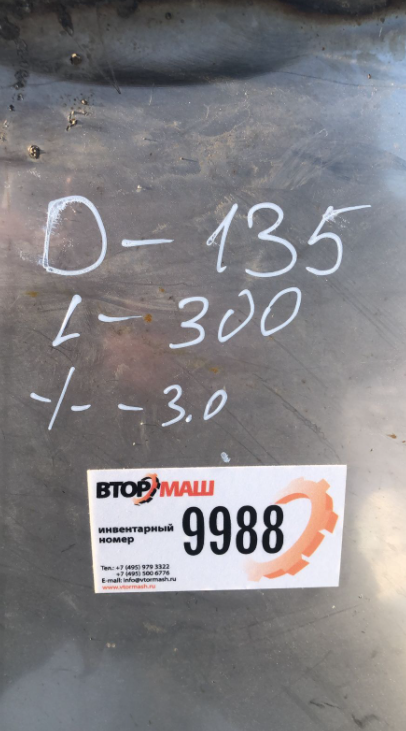 D - 135
L - 300
-/- - 3.0
ВТОРМАШ
инвентарный
номер
9988
Тел.: +7 (495) 979 3322
+7 (495) 500 6776
E-mail: info@vtormash.ru
www.vtormash.ru